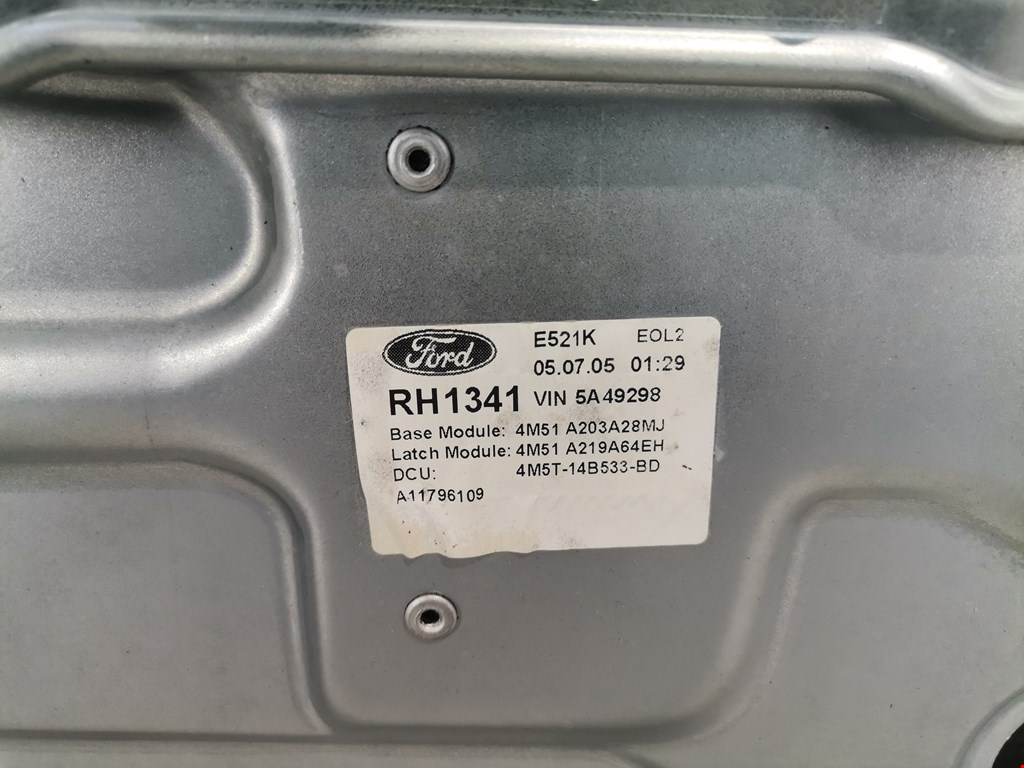 Ford
E521K EOL2
05.07.05 01:29
RH1341 VIN 5A49298
Base Module: 4M51 A203A28MJ
Latch Module: 4M51 A219A64EH
DCU: 4M5T-14B533-BD
A11796109